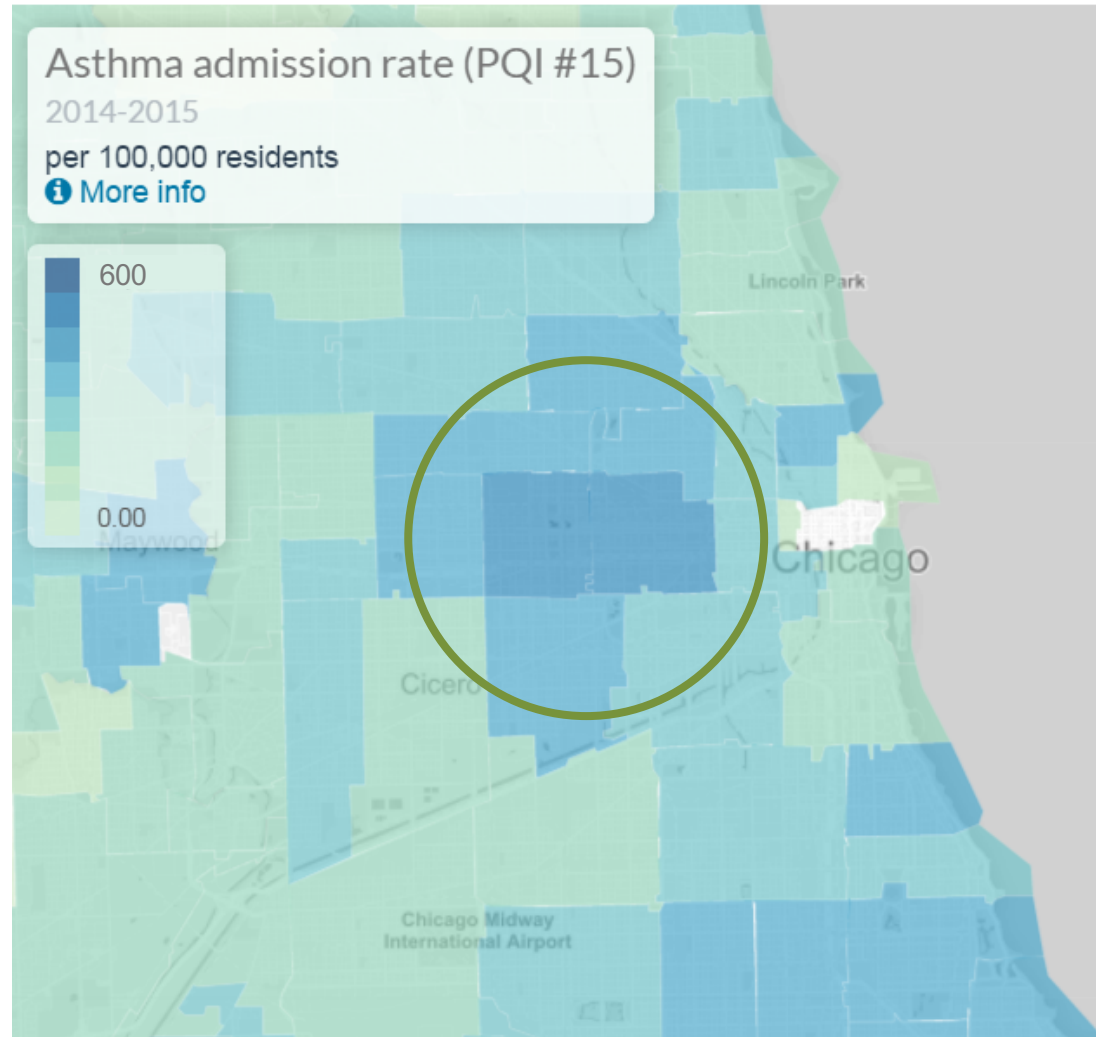 Asthma admission rate (PQI #15)
2014-2015
per 100,000 residents
More info
600
0.00
Maywood
Lincoln Park
Chicago
Cicero
Chicago Midway
International Airport